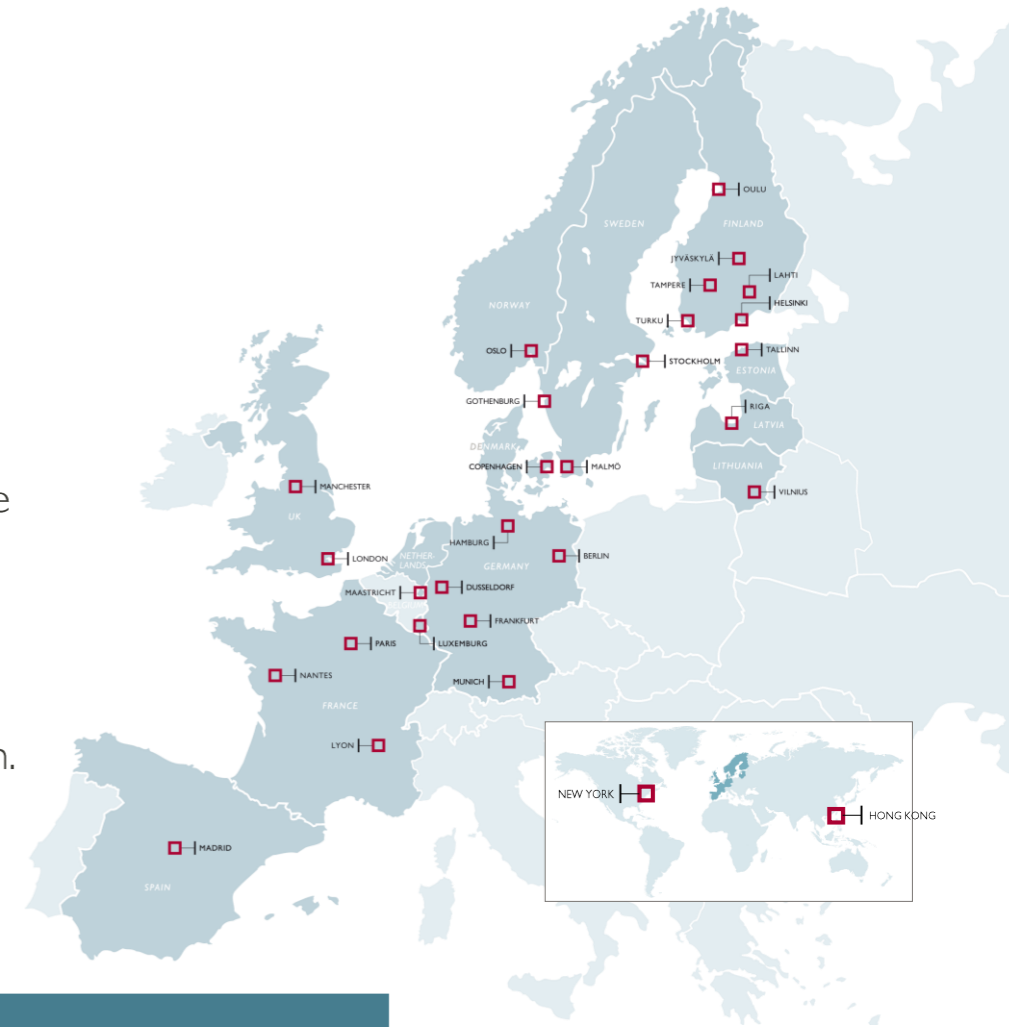 OULU
SWEDEN
FINLAND
JYVÄSKYLÄ
LAHTI
TAMPERE
HELSINKI
NORWAY
TURKU
OSLO
STOCKHOLM
TALLINN
ESTONIA
GOTHENBURG
RIGA
LATVIA
DENMARK
COPENHAGEN
MALMÖ
LITHUANIA
MANCHESTER
VILNIUS
e
UK
HAMBURG
BERLIN
LONDON
NETHER-
LANDS
GERMANY
MAASTRICHT
DUSSELDORF
BELGIUM
FRANKFURT
PARIS
LUXEMBURG
NANTES
MUNICH
FRANCE
LYON
n.
NEW YORK
HONG KONG
MADRID
SPAIN